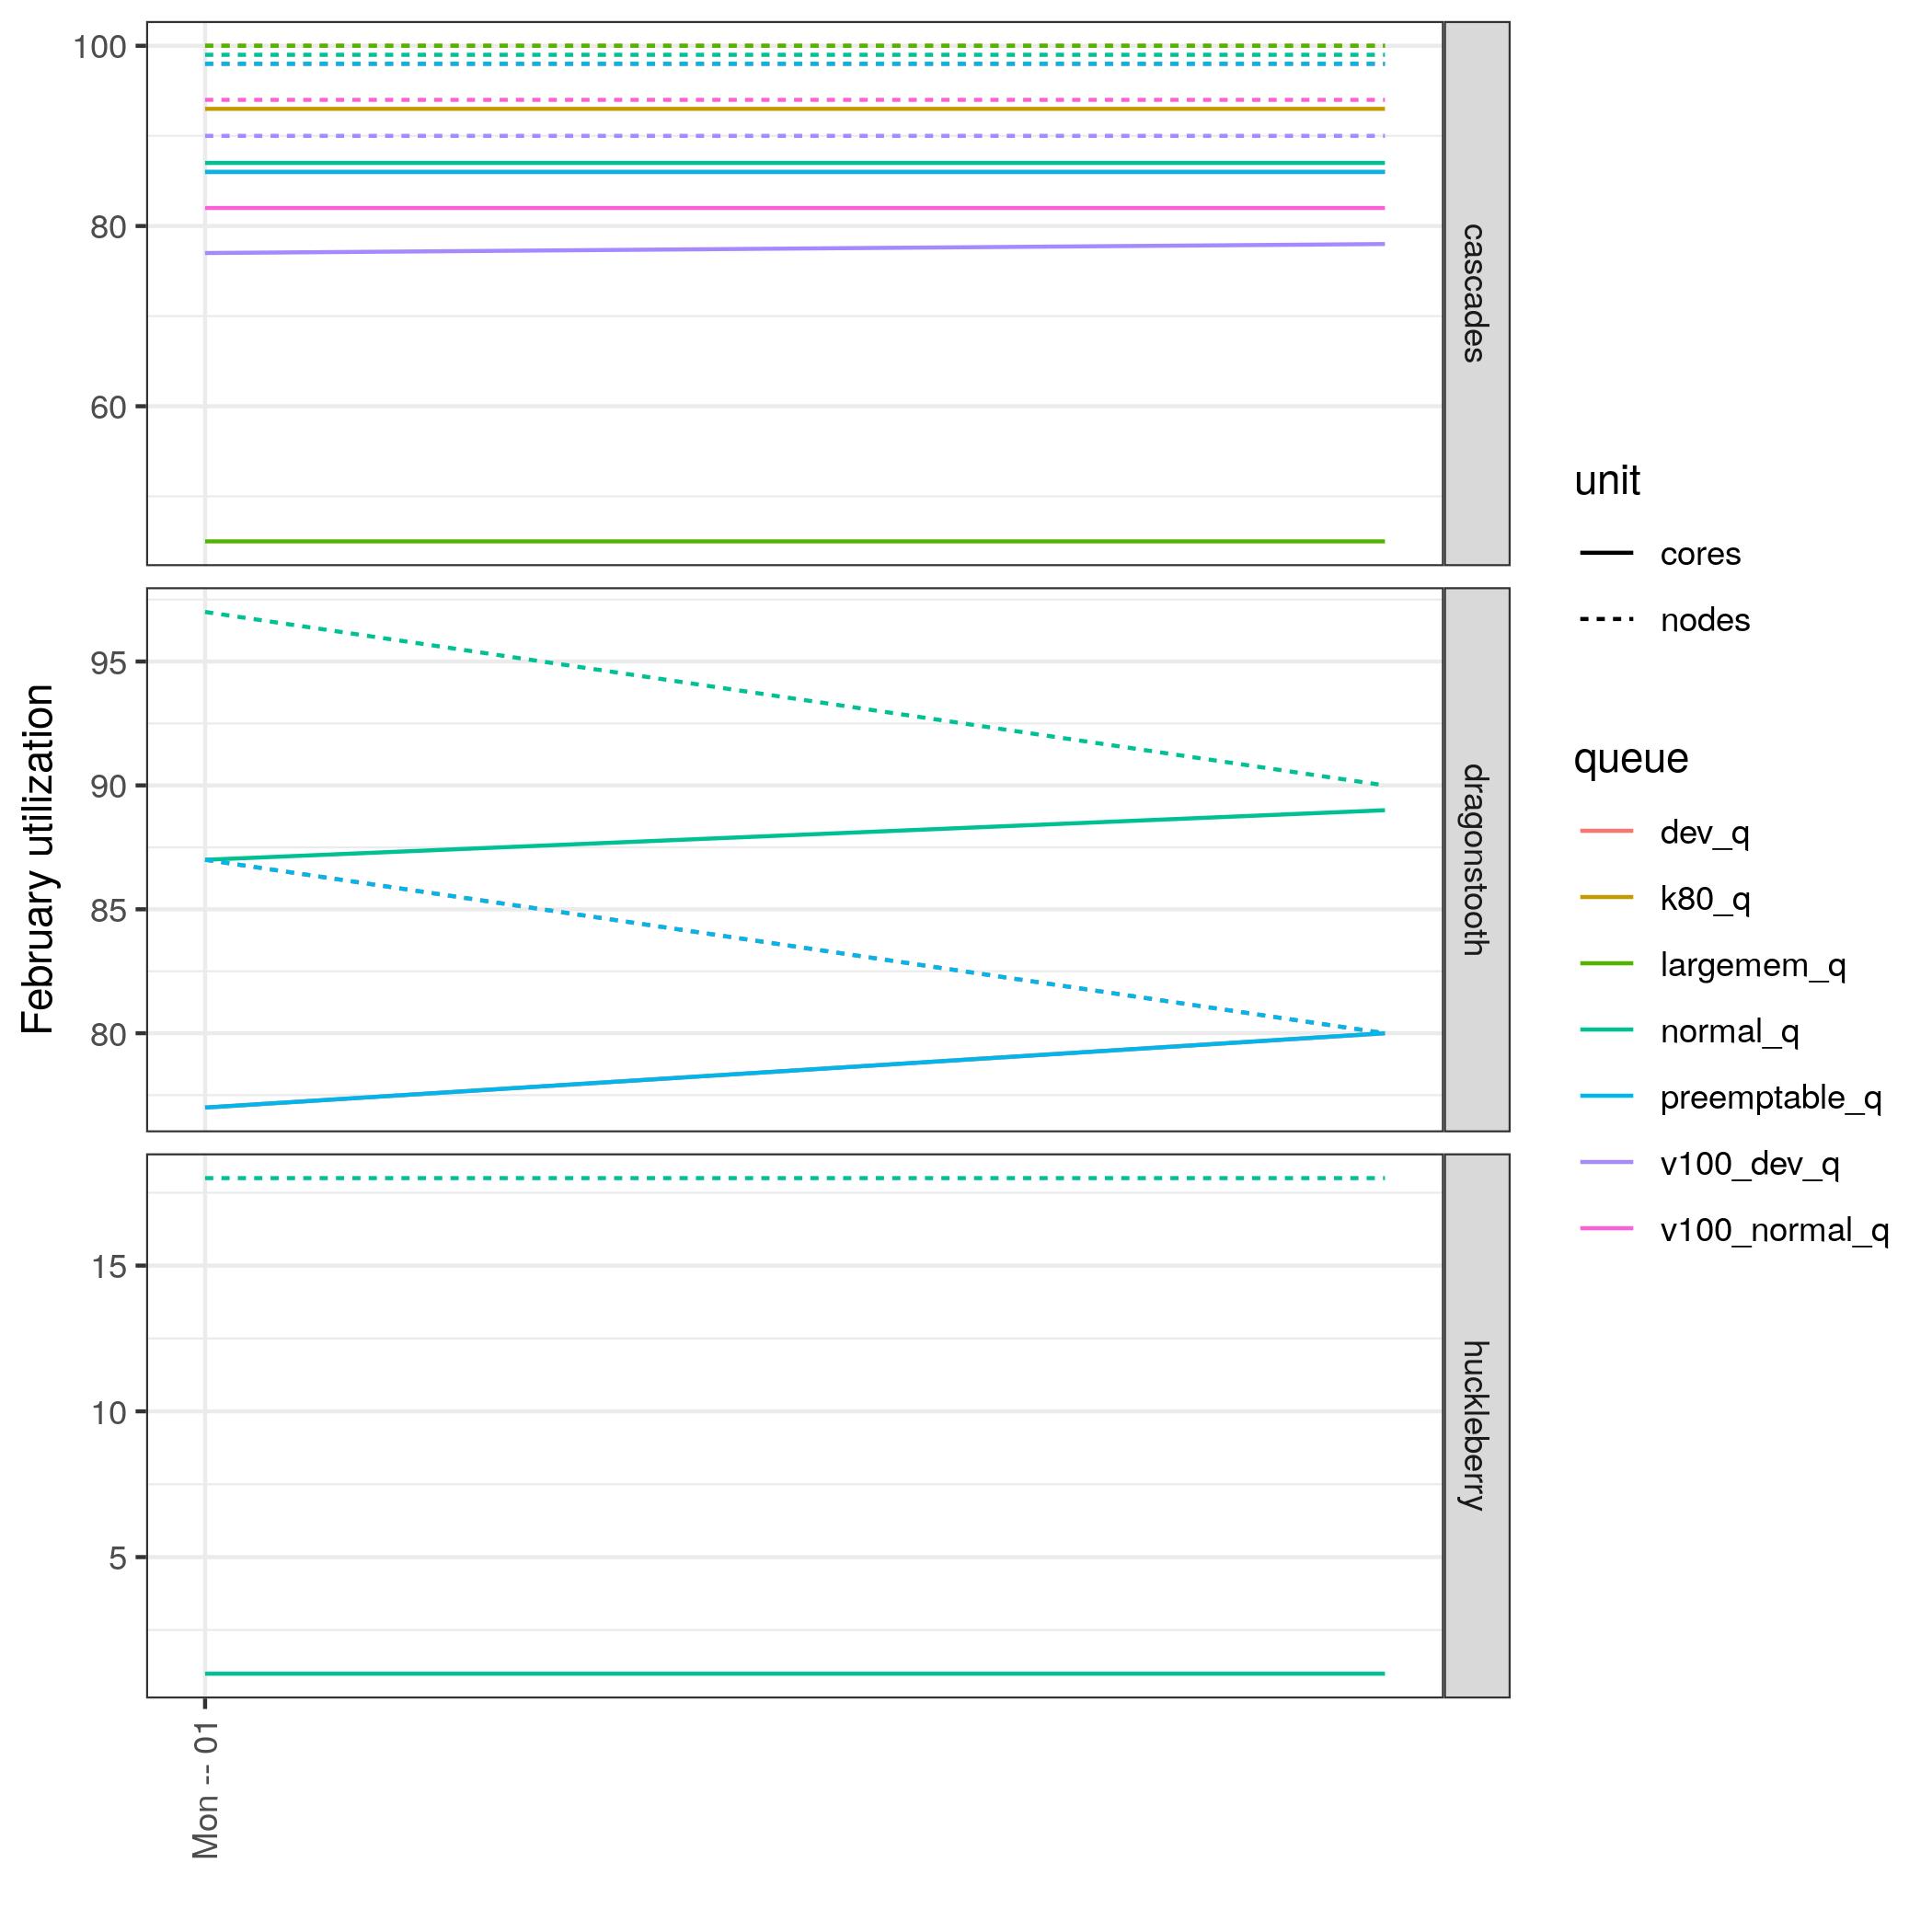 100
80
60
cascades
95
90
85
80
dragonstooth
15
10
5
huckleberry
February utilization
Mon -- 01
unit
cores
nodes
queue
dev_q
k80_q
largemem_q
normal_q
preemptable_q
v100_dev_q
v100_normal_q